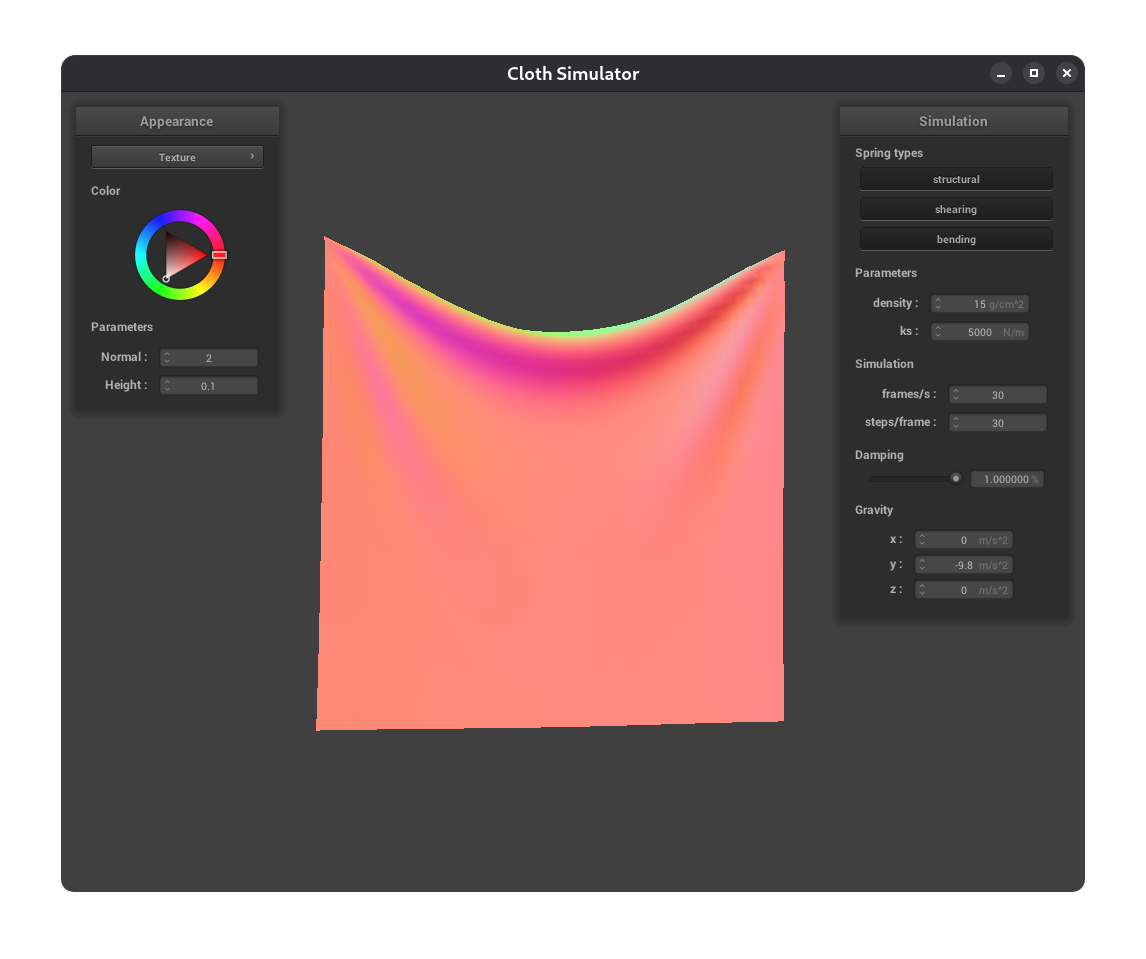 Cloth Simulator
Appearance
Texture ›
Color
Parameters
Normal : 2
Height : 0.1
Simulation
Spring types
structural
shearing
bending
Parameters
density : 15 g/cm^2
ks : 5000 N/m
Simulation
frames/s : 30
steps/frame : 30
Damping
1.000000 %
Gravity
x : 0 m/s^2
y : -9.8 m/s^2
z : 0 m/s^2